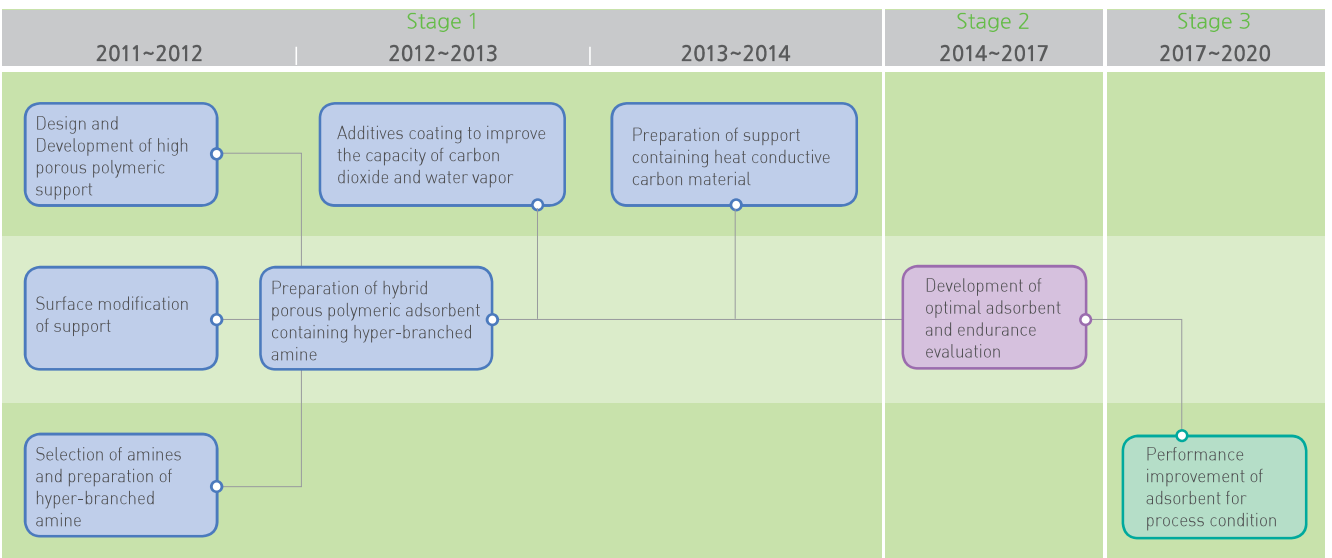 Stage 1
Stage 2
Stage 3
2011~2012
2012~2013
2013~2014
2014~2017
2017~2020
Design and
Development of high
porous polymeric
support
Additives coating to improve
the capacity of carbon
dioxide and water vapor
Preparation of support
containing heat conductive
carbon material
Surface modification
of support
Preparation of hybrid
porous polymeric adsorbent
containing hyper-branched
amine
Development of
optimal adsorbent
and endurance
evaluation
Selection of amines
and preparation of
hyper-branched
amine
Performance
improvement of
adsorbent for
process condition